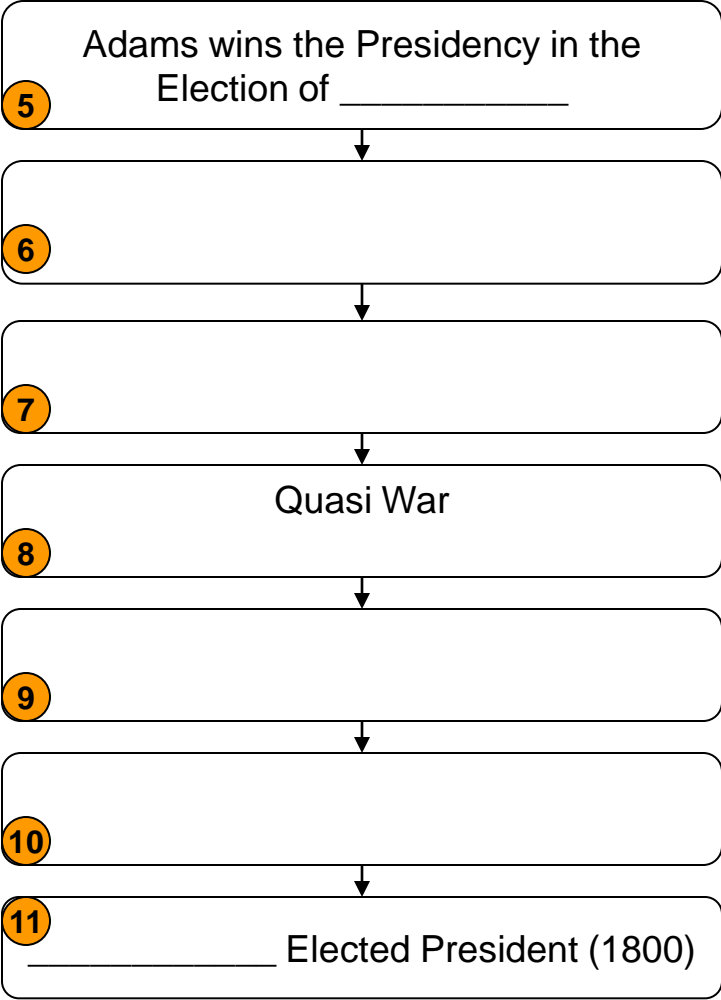 Adams wins the Presidency in the
Election of ___________
5
6
7
Quasi War
8
9
10
11
____________ Elected President (1800)